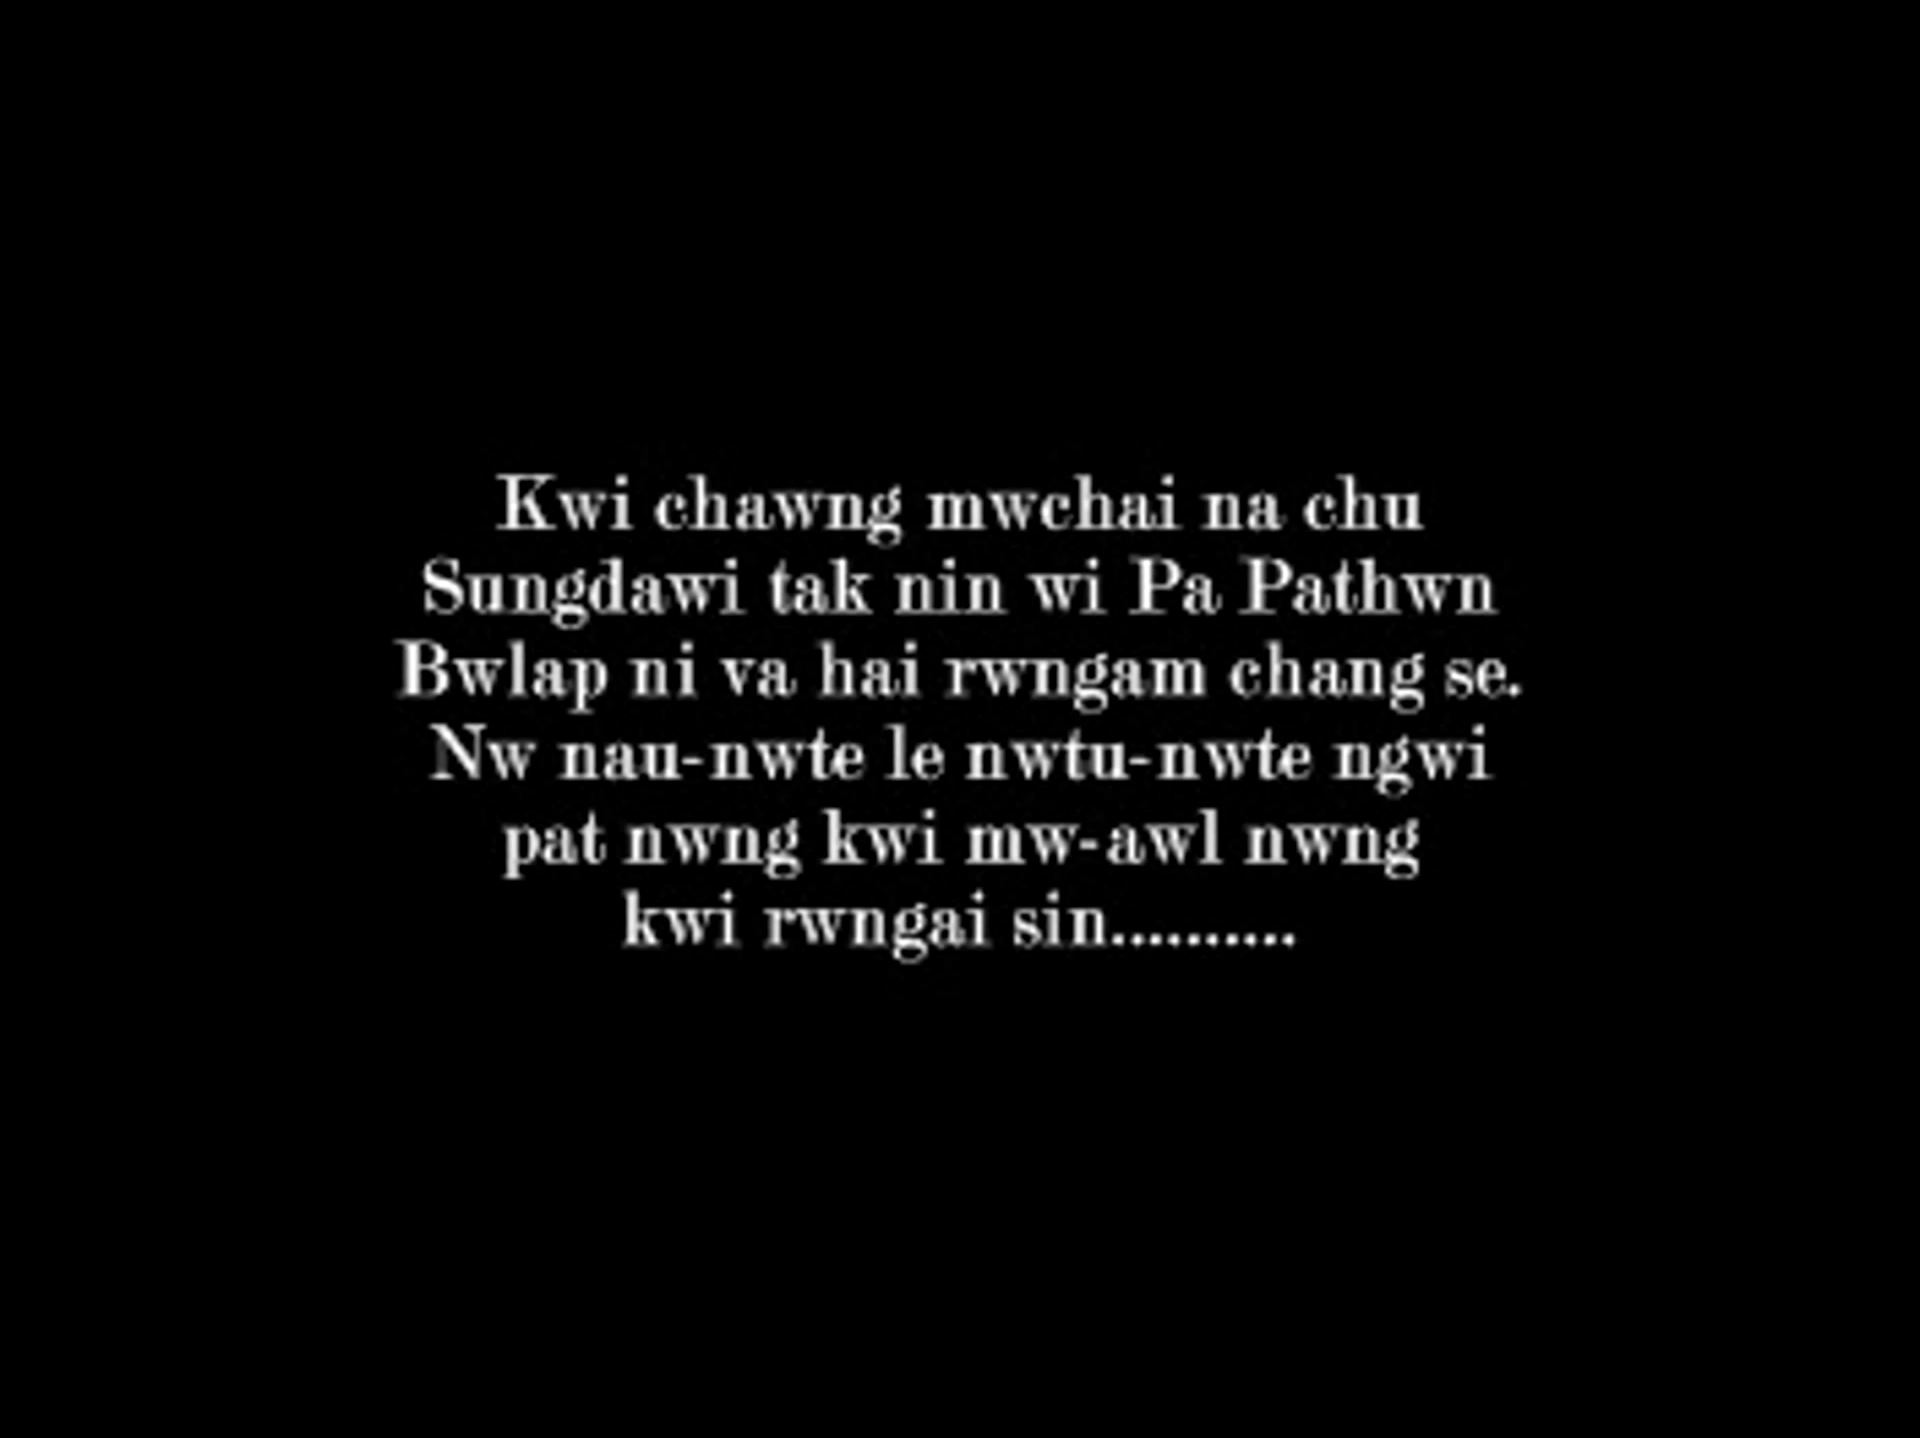 Kwi chawng mwchai na chu
Sungdawi tak nin wi Pa Pathwn
Bwlap ni va hai rwngam chang se.
Nw nau-nwte le nwtu-nwte ngwi
pat nwng kwi mw-awl nwng
kwi rwngai sin..........